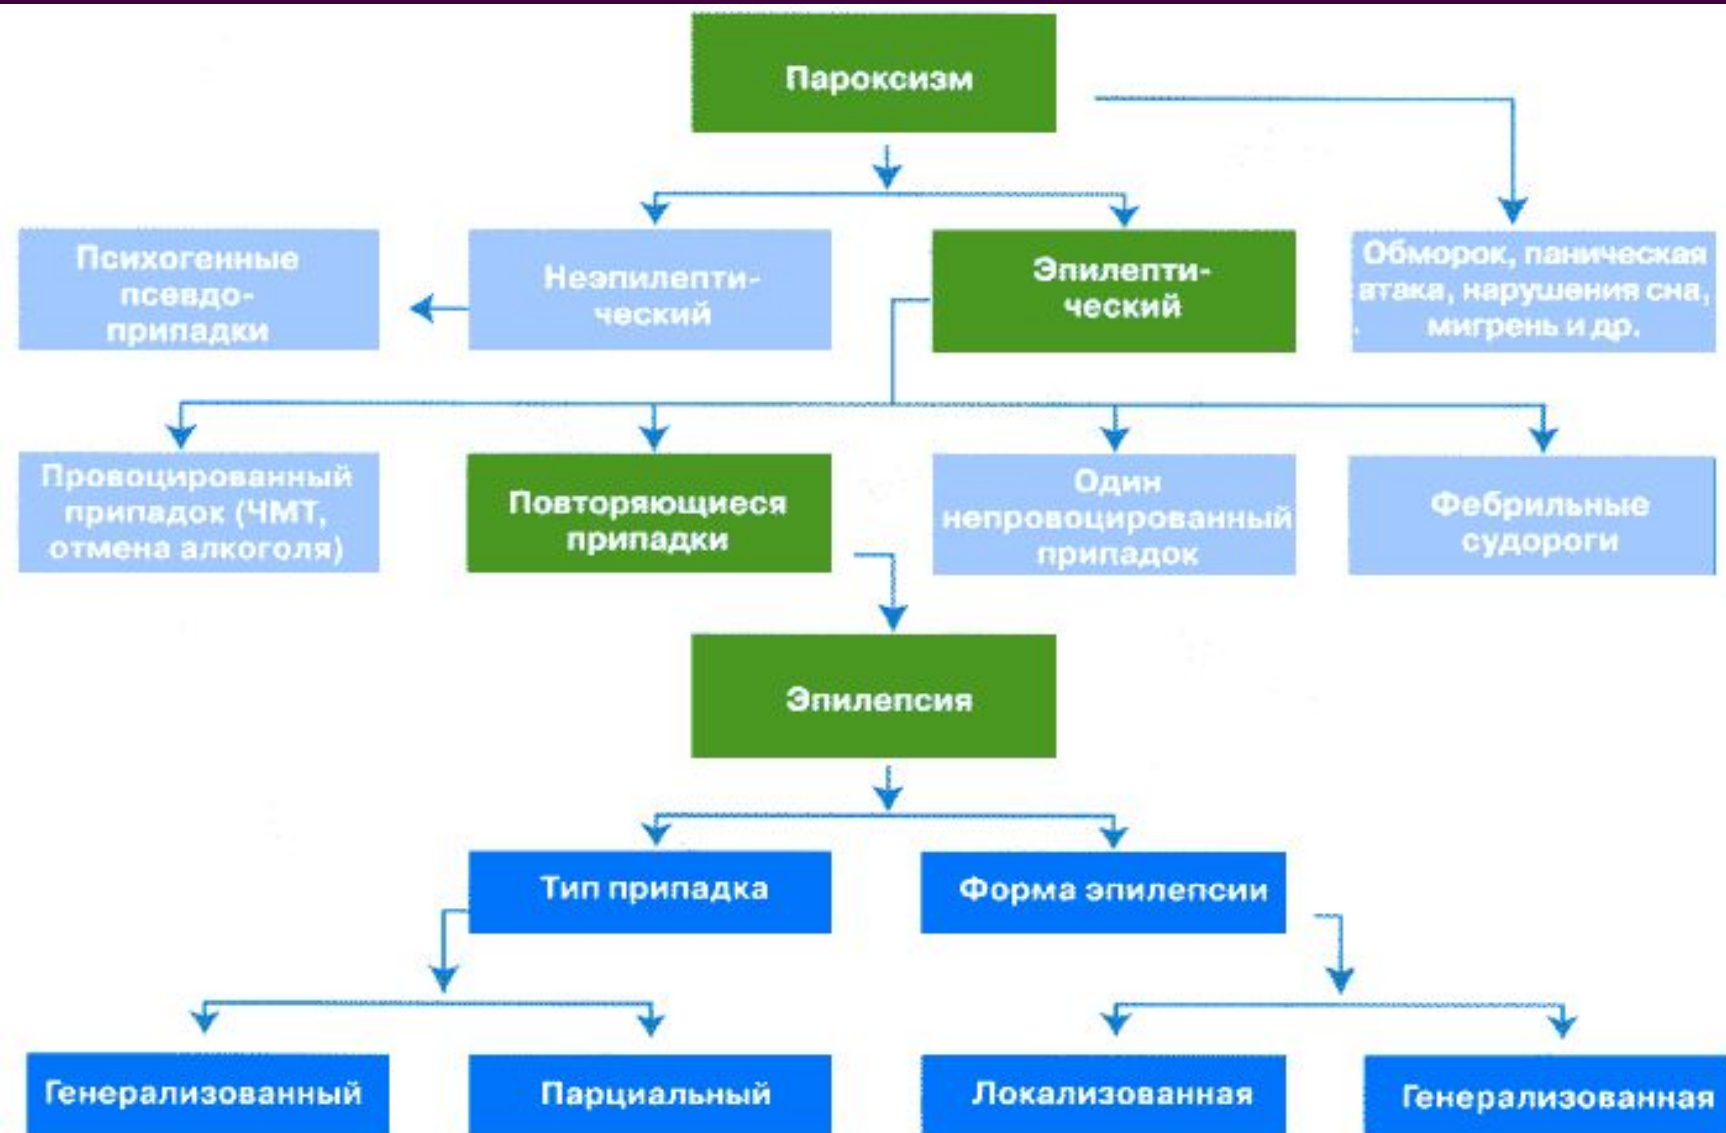 Пароксизм
Психогенные
псевдо-
припадки
Неэпилепти-
ческий
Эпилепти-
ческий
Обморок, паническая
атака, нарушения сна,
мигрень и др.
Провоцированный
припадок (ЧМТ,
отмена алкоголя)
Повторяющиеся
припадки
Один
непровоцированный
припадок
Фебрильные
судороги
Эпилепсия
Тип припадка
Форма эпилепсии
Генерализованный
Парциальный
Локализованная
Генерализованная